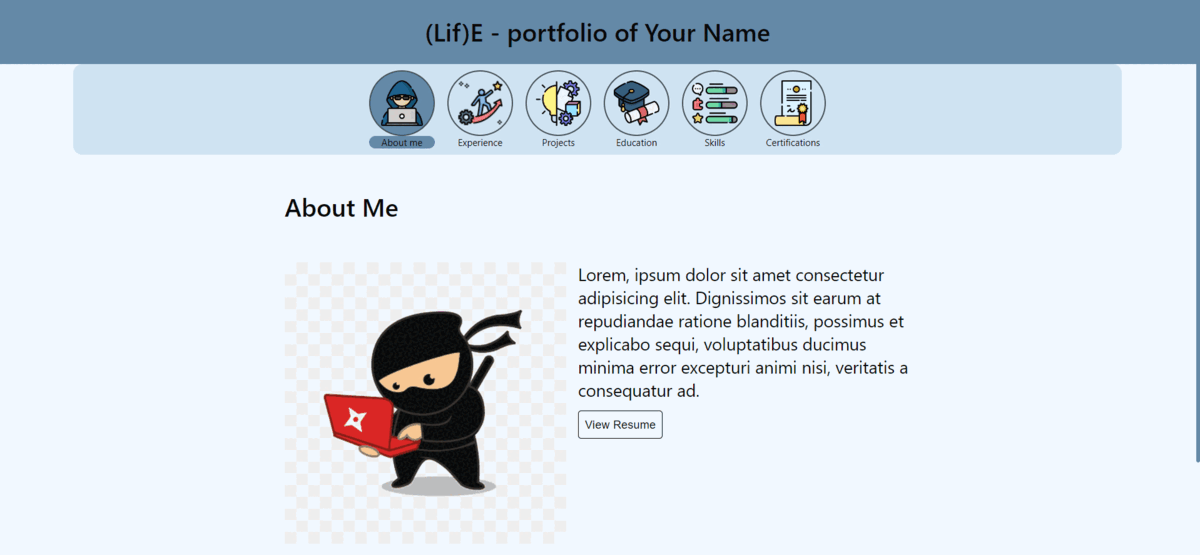 (Lif)E - portfolio of Your Name
About me
Experience
Projects
Education
Skills
Certifications
About Me
Lorem, ipsum dolor sit amet consectetur
adipisicing elit. Dignissimos sit earum at
repudiandae ratione blanditiis, possimus et
explicabo sequi, voluptatibus ducimus
minima error excepturi animi nisi, veritatis a
consequatur ad.
View Resume